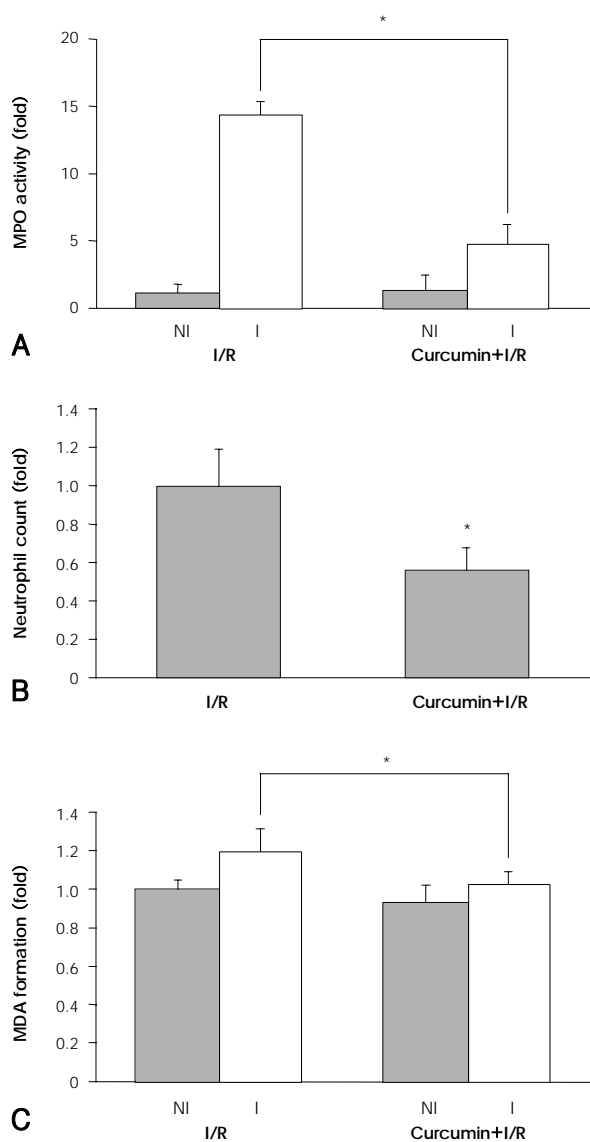 *
20
15
10
5
0
MPO activity (fold)
NI I NI I
I/R Curcumin+I/R
A
1.4
1.2
1.0
0.8
0.6
0.4
0.2
0
Neutrophil count (fold)
*
I/R Curcumin+I/R
B
*
1.4
1.2
1.0
0.8
0.6
0.4
0.2
0
MDA formation (fold)
NI I NI I
I/R Curcumin+I/R
C